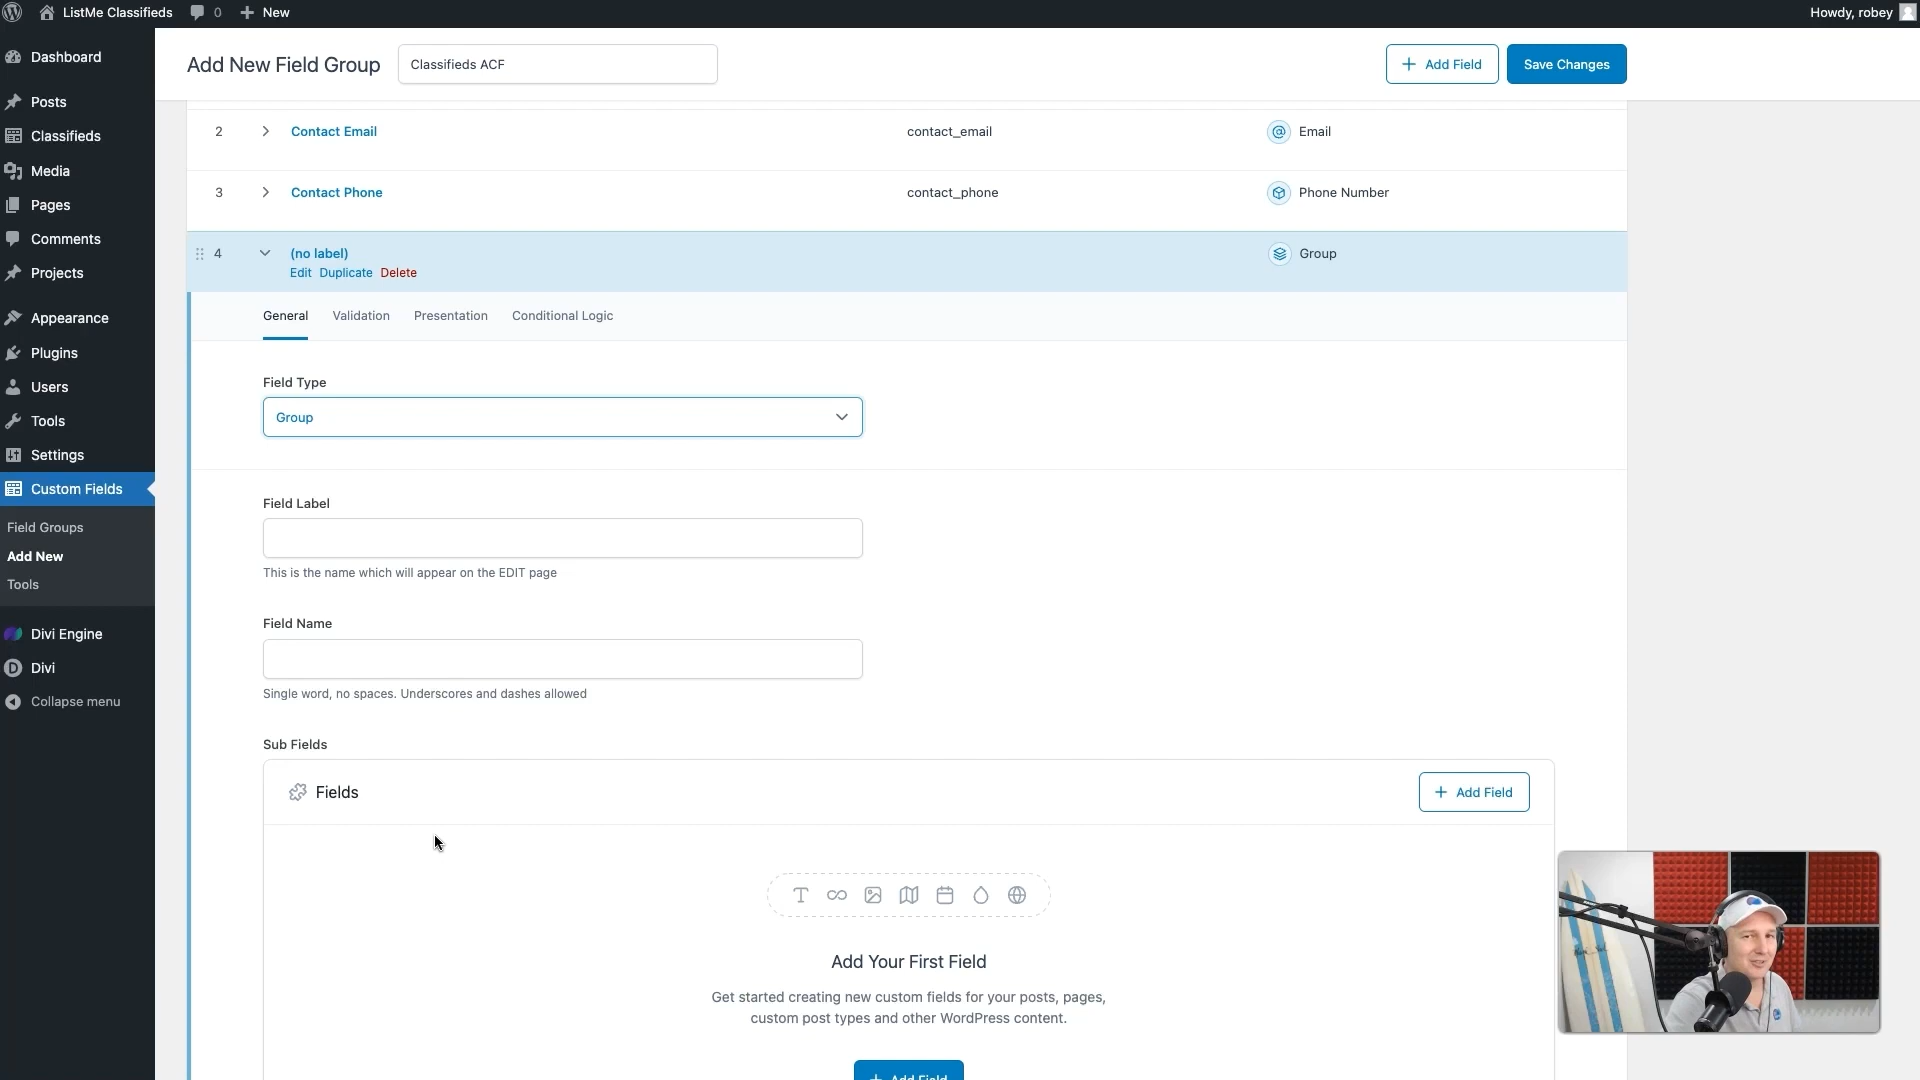 ListMe Classifieds 0 New Howdy, robey
Dashboard
Posts
Classifieds
Media
Pages
Comments
Projects
Appearance
Plugins
Users
Tools
Settings
Custom Fields
Field Groups
Add New
Tools
Divi Engine
Divi
Collapse menu
Add New Field Group Classifieds ACF Add Field Save Changes
2 Contact Email contact_email Email
3 Contact Phone contact_phone Phone Number
4 (no label) Group
Edit Duplicate Delete
General Validation Presentation Conditional Logic
Field Type
Group
Field Label
This is the name which will appear on the EDIT page
Field Name
Single word, no spaces. Underscores and dashes allowed
Sub Fields
Fields + Add Field
Add Your First Field
Get started creating new custom fields for your posts, pages,
custom post types and other WordPress content.
+ Add Field